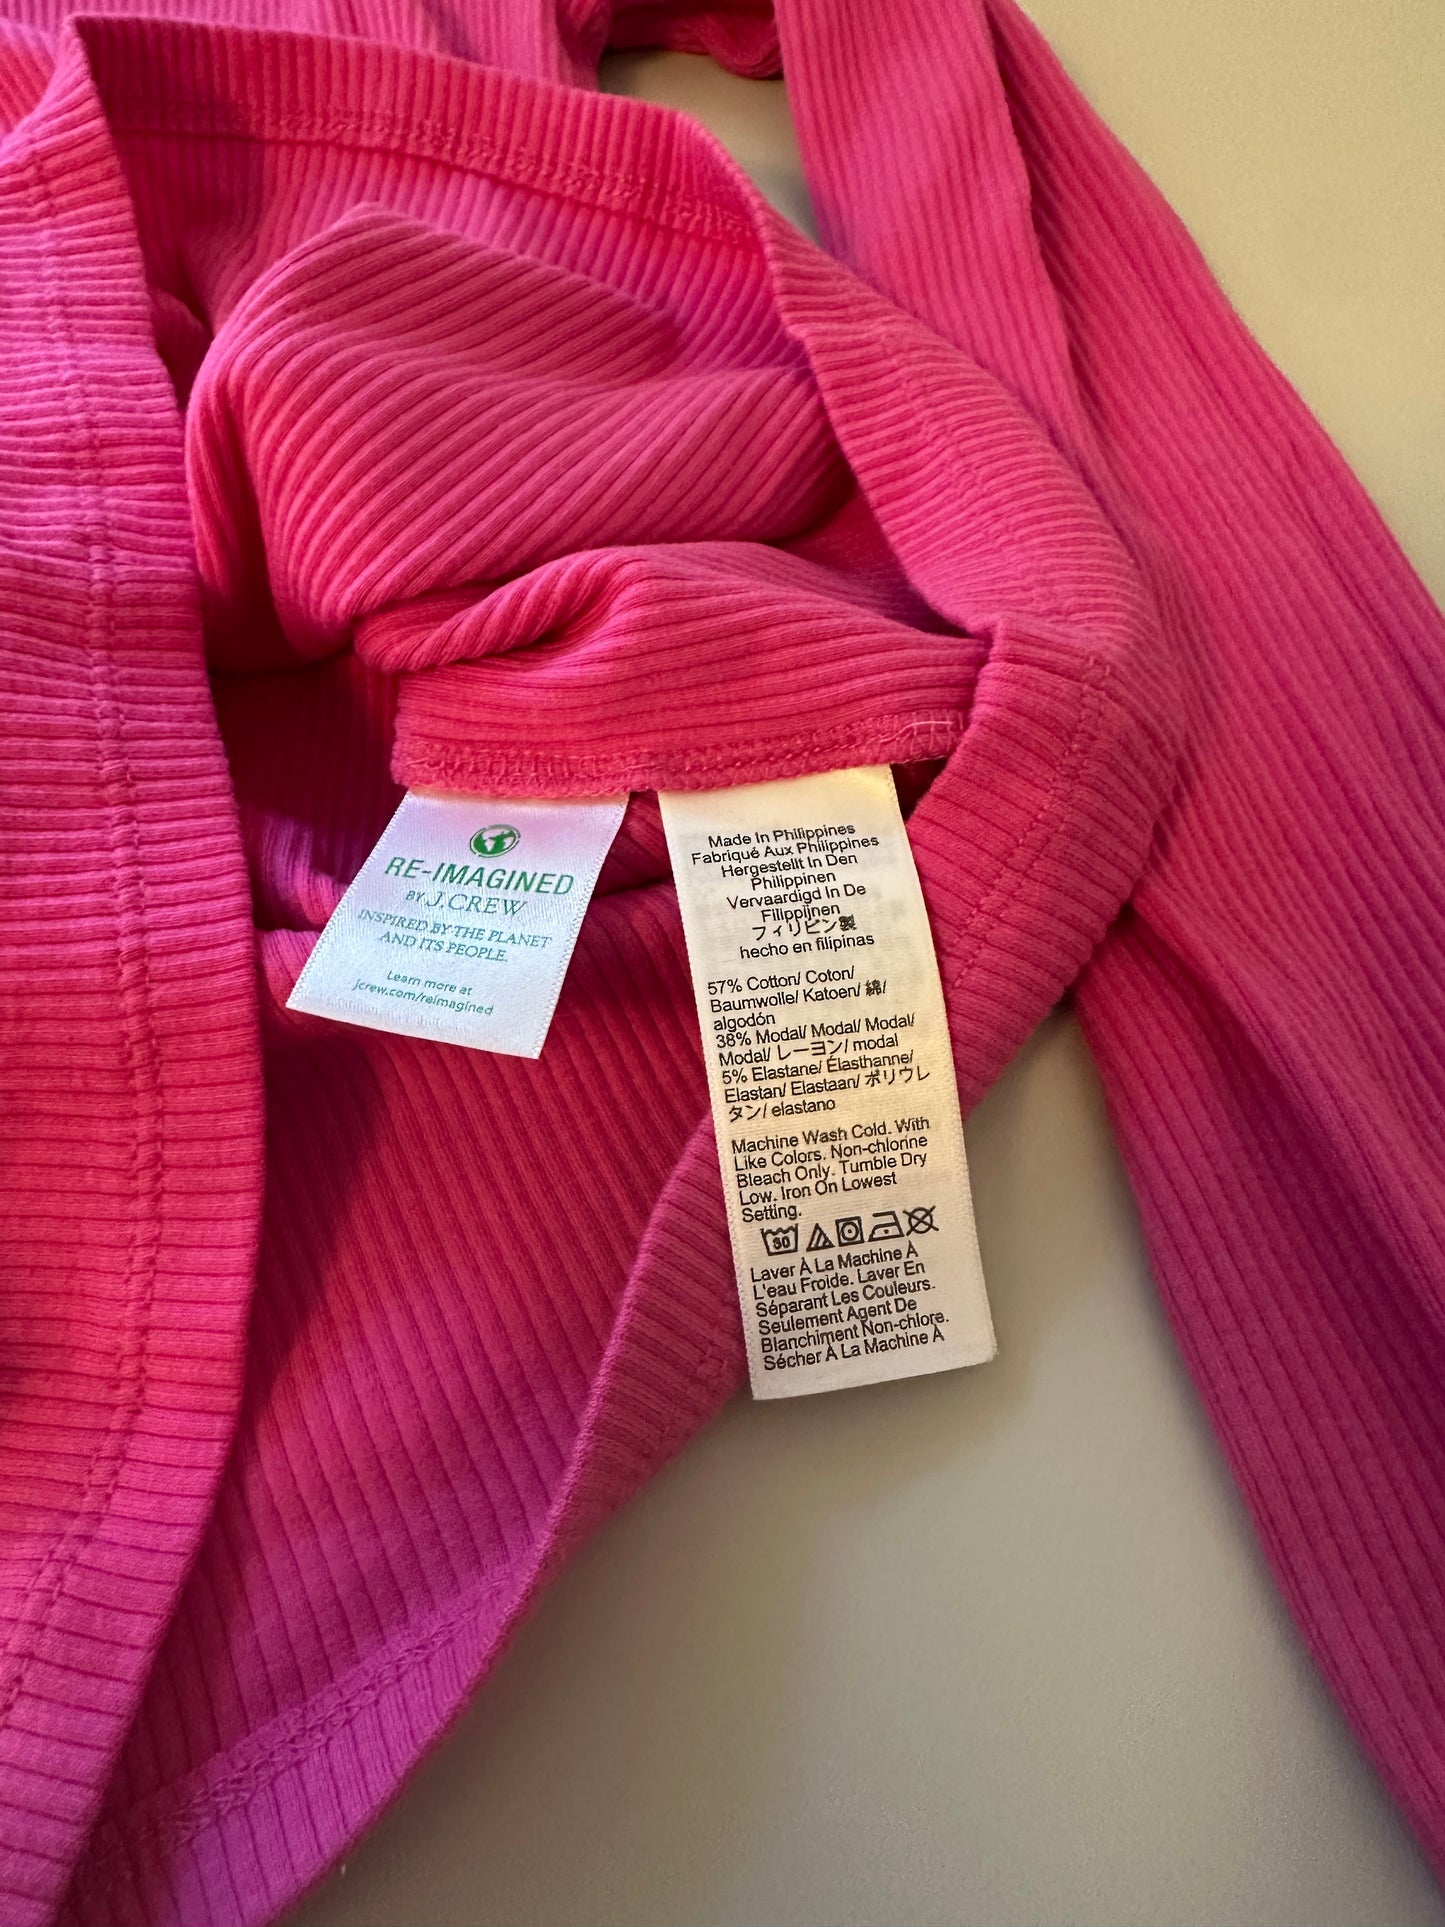 RE-IMAGINED
BY J.CREW
INSPIRED BY THE PLANET
AND ITS PEOPLE.
Learn more at
jcrew.com/reimagined
Made In Philippines
Fabriqué Aux Philippines
Hergestellt In Den
Philippinen
Vervaardigd In De
Filippijnen
フィリピン製
hecho en filipinas
57% Cotton/ Coton/
Baumwolle/ Katoen/ 綿/
algodón
38% Modal/ Modal/ Modal/
Modal/ レーヨン/ modal
5% Elastane/ Élasthanne/
Elastan/ Elastaan/ ポリウレ
タン/ elastano
Machine Wash Cold. With
Like Colors. Non-chlorine
Bleach Only. Tumble Dry
Low. Iron On Lowest
Setting.
30
Laver À La Machine À
L'eau Froide. Laver En
Séparant Les Couleurs.
Seulement Agent De
Blanchiment Non-chlore.
Sécher À La Machine À